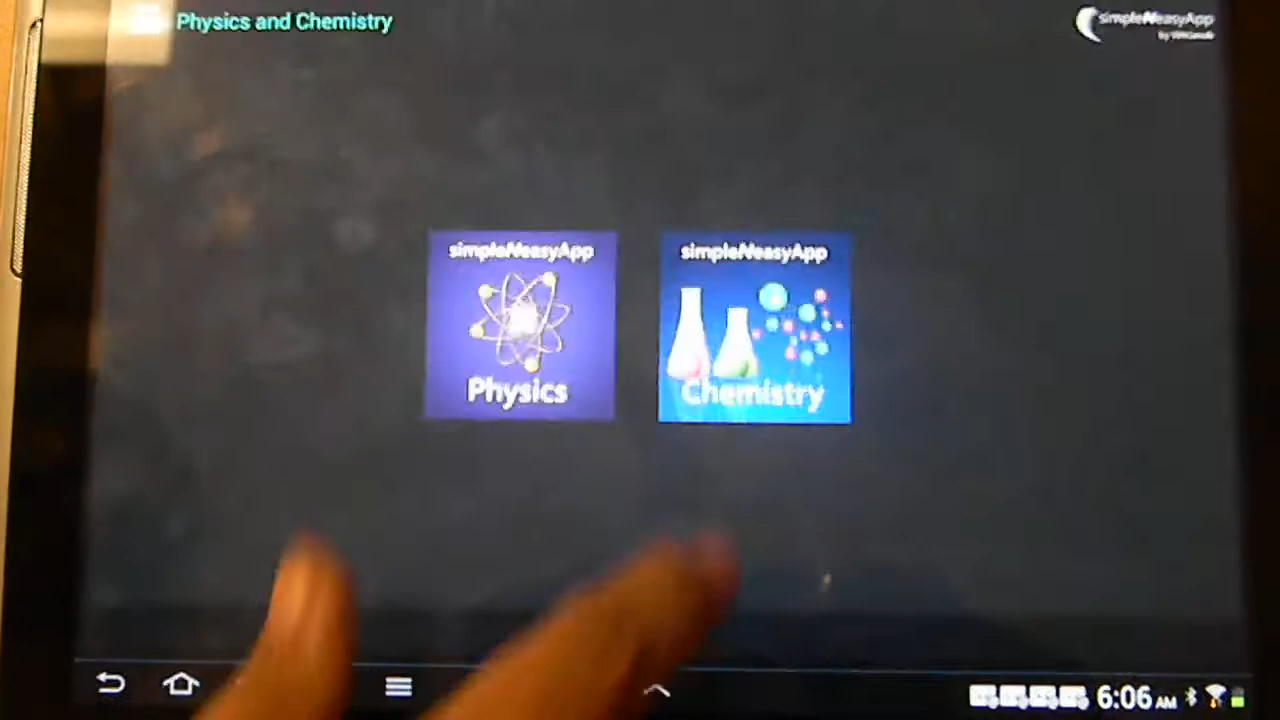 Physics and Chemistry
simpleNeasyApp
simpleNeasyApp
Physics
simpleNeasyApp
Chemistry
6:06 AM